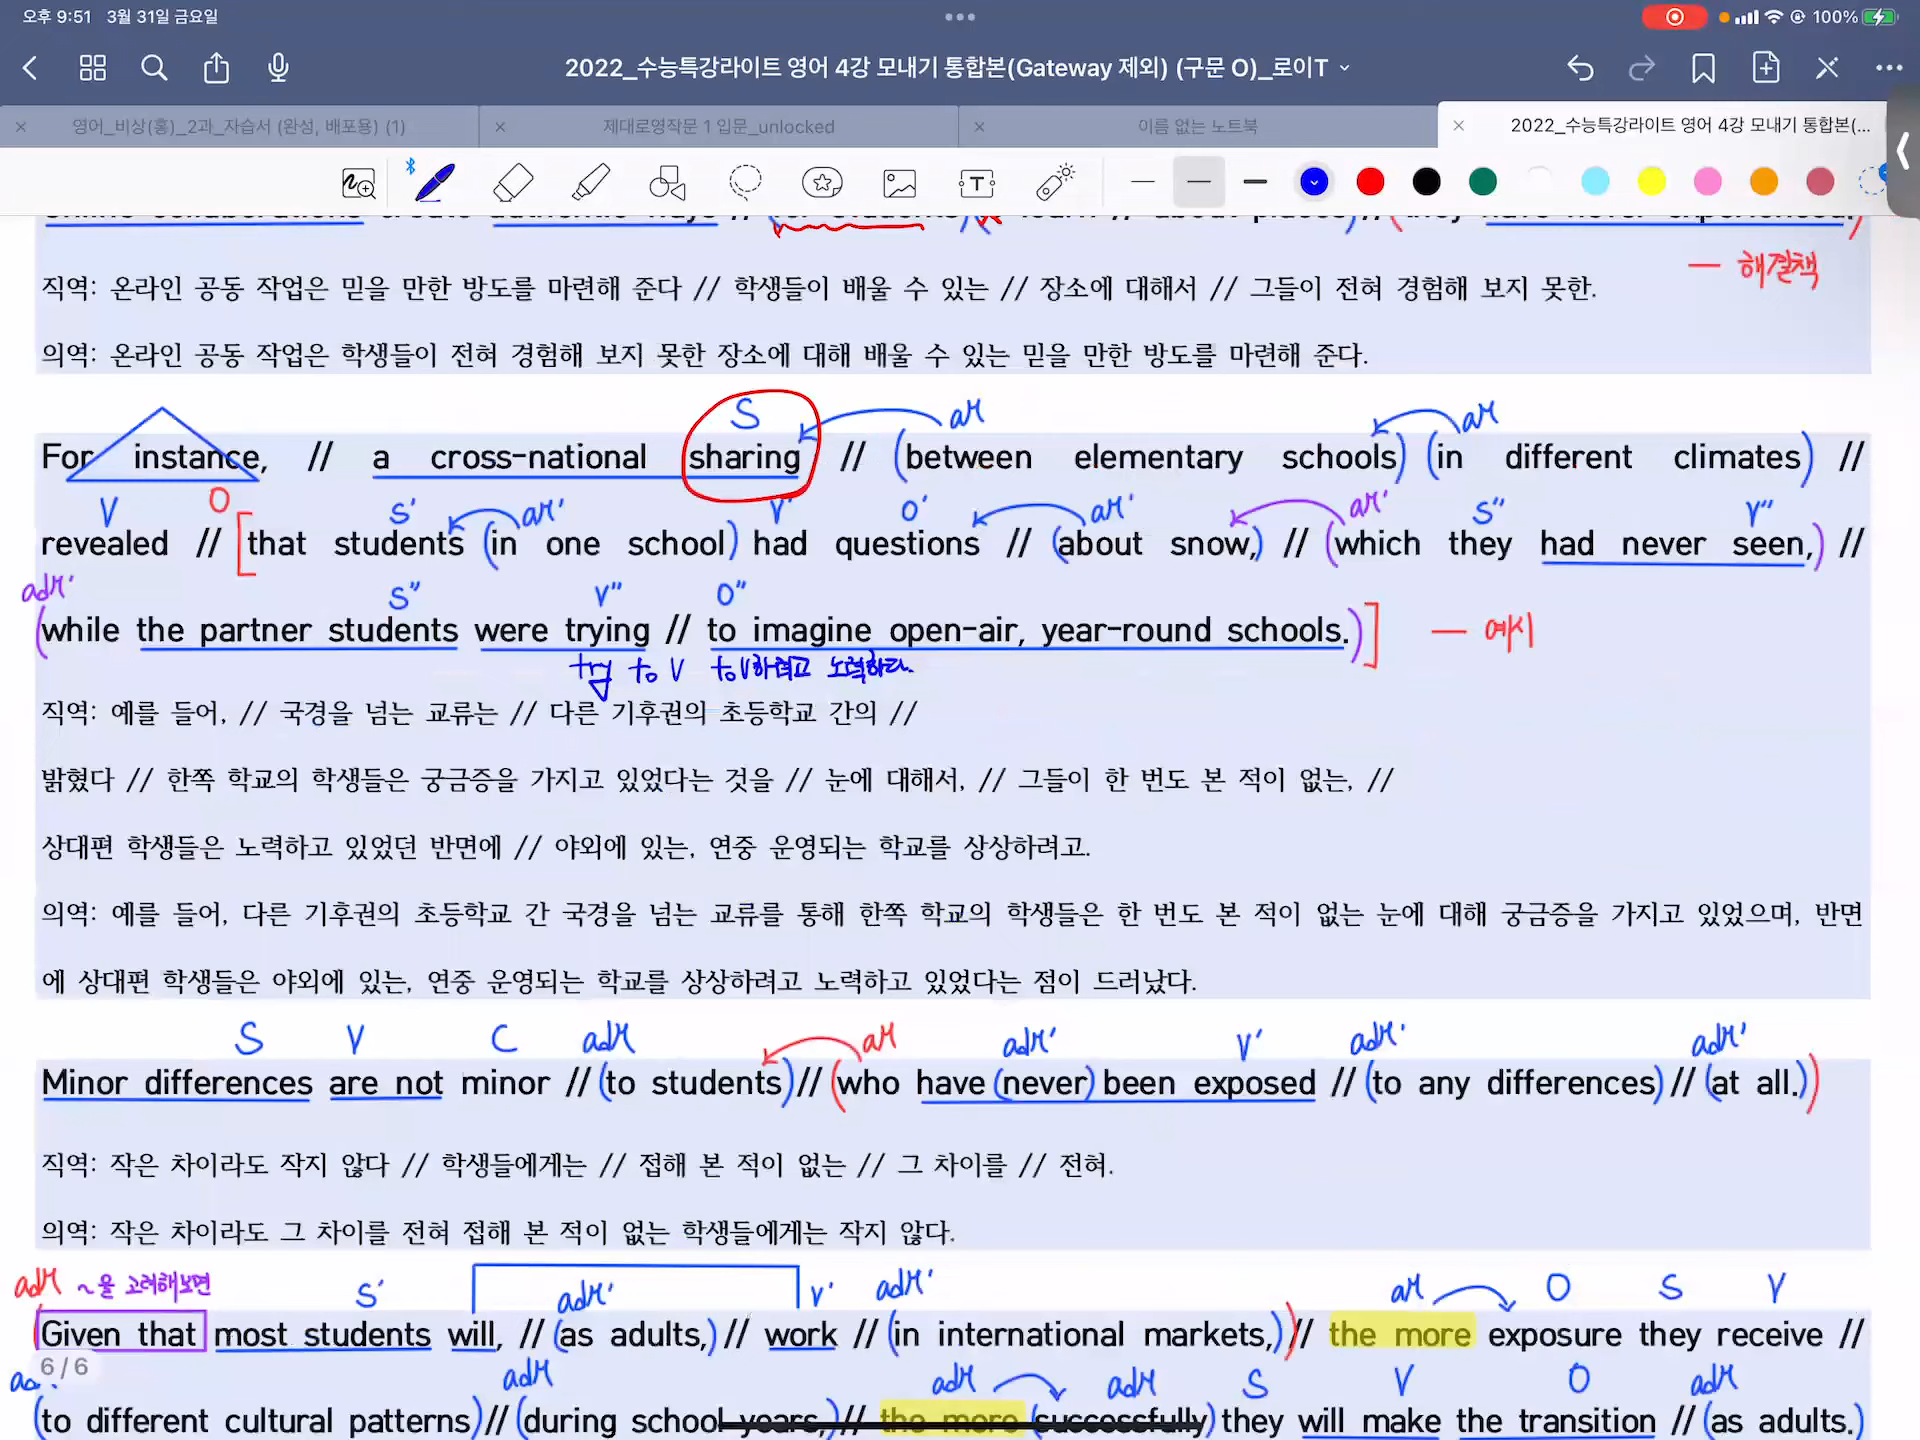 오후 9:51 3월 31일 금요일
100%
2022_수능특강라이트 영어 4강 모내기 통합본(Gateway 제외) (구문 O)_로이T
영어_비상(홍)_2과_자습서 (완성, 배포용) (1)
제대로영작문 1 입문_unlocked
이름 없는 노트북
2022_수능특강라이트 영어 4강 모내기 통합본(...
— 해결책
직역: 온라인 공동 작업은 믿을 만한 방도를 마련해 준다 // 학생들이 배울 수 있는 // 장소에 대해서 // 그들이 전혀 경험해 보지 못한.
의역: 온라인 공동 작업은 학생들이 전혀 경험해 보지 못한 장소에 대해 배울 수 있는 믿을 만한 방도를 마련해 준다.
S
For instance, // a cross-national sharing // (between elementary schools) (in different climates) //
V O S' V' O' S" V"
revealed // [that students (in one school) had questions // (about snow,) // (which they had never seen,) //
S" V" O"
(while the partner students were trying // to imagine open-air, year-round schools.)] — 예시
try to V to V하려고 노력하다.
직역: 예를 들어, // 국경을 넘는 교류는 // 다른 기후권의 초등학교 간의 //
밝혔다 // 한쪽 학교의 학생들은 궁금증을 가지고 있었다는 것을 // 눈에 대해서, // 그들이 한 번도 본 적이 없는, //
상대편 학생들은 노력하고 있었던 반면에 // 야외에 있는, 연중 운영되는 학교를 상상하려고.
의역: 예를 들어, 다른 기후권의 초등학교 간 국경을 넘는 교류를 통해 한쪽 학교의 학생들은 한 번도 본 적이 없는 눈에 대해 궁금증을 가지고 있었으며, 반면
에 상대편 학생들은 야외에 있는, 연중 운영되는 학교를 상상하려고 노력하고 있었다는 점이 드러났다.
S V C V'
Minor differences are not minor // (to students) // (who have (never) been exposed // (to any differences) // (at all.))
직역: 작은 차이라도 작지 않다 // 학생들에게는 // 접해 본 적이 없는 // 그 차이를 // 전혀.
의역: 작은 차이라도 그 차이를 전혀 접해 본 적이 없는 학생들에게는 작지 않다.
~을 고려해보면 S' V' O S V
(Given that most students will, // (as adults,) // work // (in international markets,)) // the more exposure they receive //
6 / 6
S V O
(to different cultural patterns) // (during school years,) // the more (successfully) they will make the transition // (as adults.)